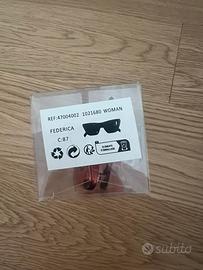 REF:47004002 1021680 WOMAN
FEDERICA
C:87
subito